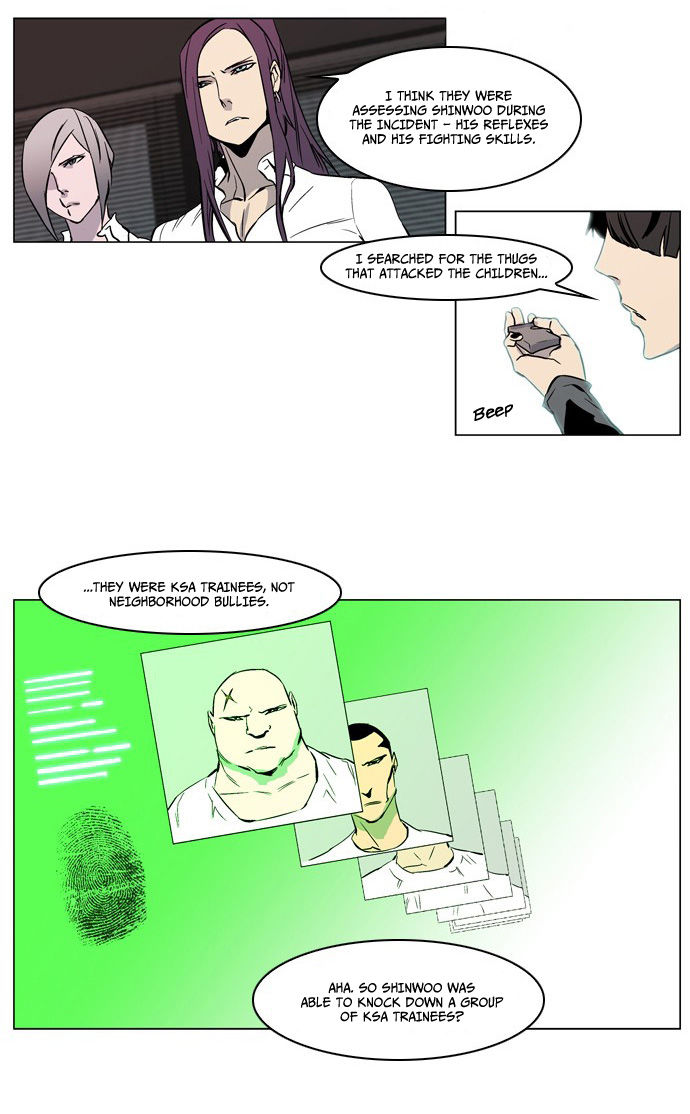 I THINK THEY WERE
ASSESSING SHINWOO DURING
THE INCIDENT - HIS REFLEXES
AND HIS FIGHTING SKILLS.
I SEARCHED FOR THE THUGS
THAT ATTACKED THE CHILDREN...
BEEP
...THEY WERE KSA TRAINEES, NOT
NEIGHBORHOOD BULLIES.
AHA. SO SHINWOO WAS
ABLE TO KNOCK DOWN A GROUP
OF KSA TRAINEES?